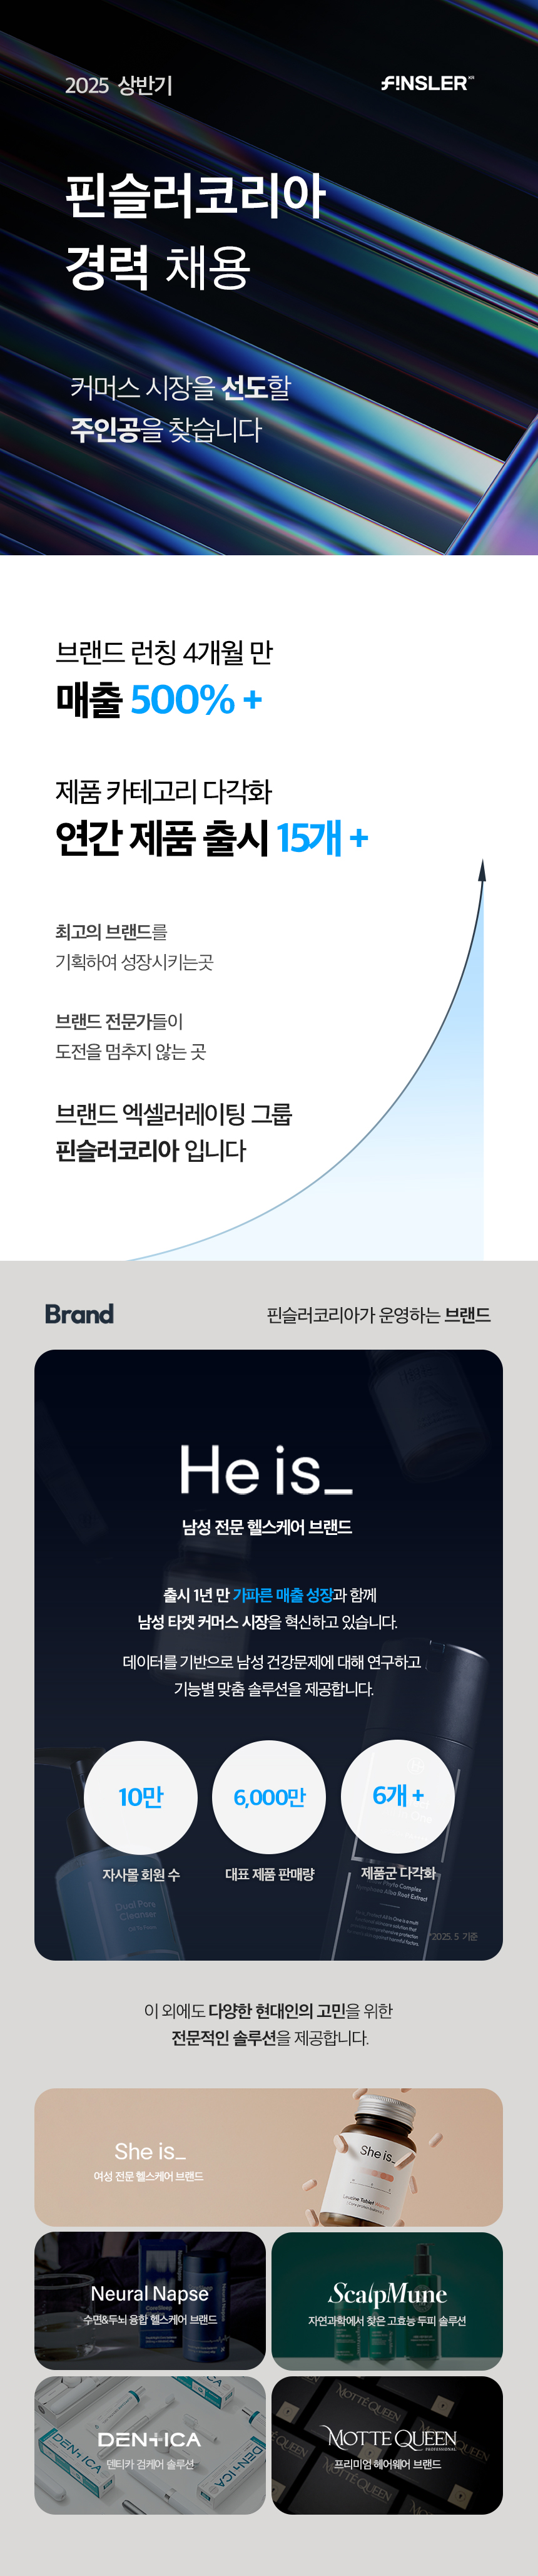 2025 상반기
FINSLER KR
핀슬러코리아
경력 채용
커머스 시장을 선도할
주인공을 찾습니다
브랜드 런칭 4개월 만
매출 500% +
제품 카테고리 다각화
연간 제품 출시 15개 +
최고의 브랜드를
기획하여 성장시키는곳
브랜드 전문가들이
도전을 멈추지 않는 곳
브랜드 엑셀러레이팅 그룹
핀슬러코리아 입니다
Brand
핀슬러코리아가 운영하는 브랜드
He is_
남성 전문 헬스케어 브랜드
출시 1년 만 가파른 매출 성장과 함께
남성 타겟 커머스 시장을 혁신하고 있습니다.
데이터를 기반으로 남성 건강문제에 대해 연구하고
기능별 맞춤 솔루션을 제공합니다.
10만
6,000만
6개 +
자사몰 회원 수
대표 제품 판매량
제품군 다각화
Dual Pore
Cleanser
*2025. 5 기준
이 외에도 다양한 현대인의 고민을 위한
전문적인 솔루션을 제공합니다.
She is_
여성 전문 헬스케어 브랜드
She is_
Leucine Tablet
Neural Napse
수면&두뇌 융합 헬스케어 브랜드
ScalpMune
자연과학에서 찾은 고효능 두피 솔루션
DENTICA
덴티카 검케어 솔루션
MOTTE QUEEN
PROFESSIONAL
프리미엄 헤어웨어 브랜드